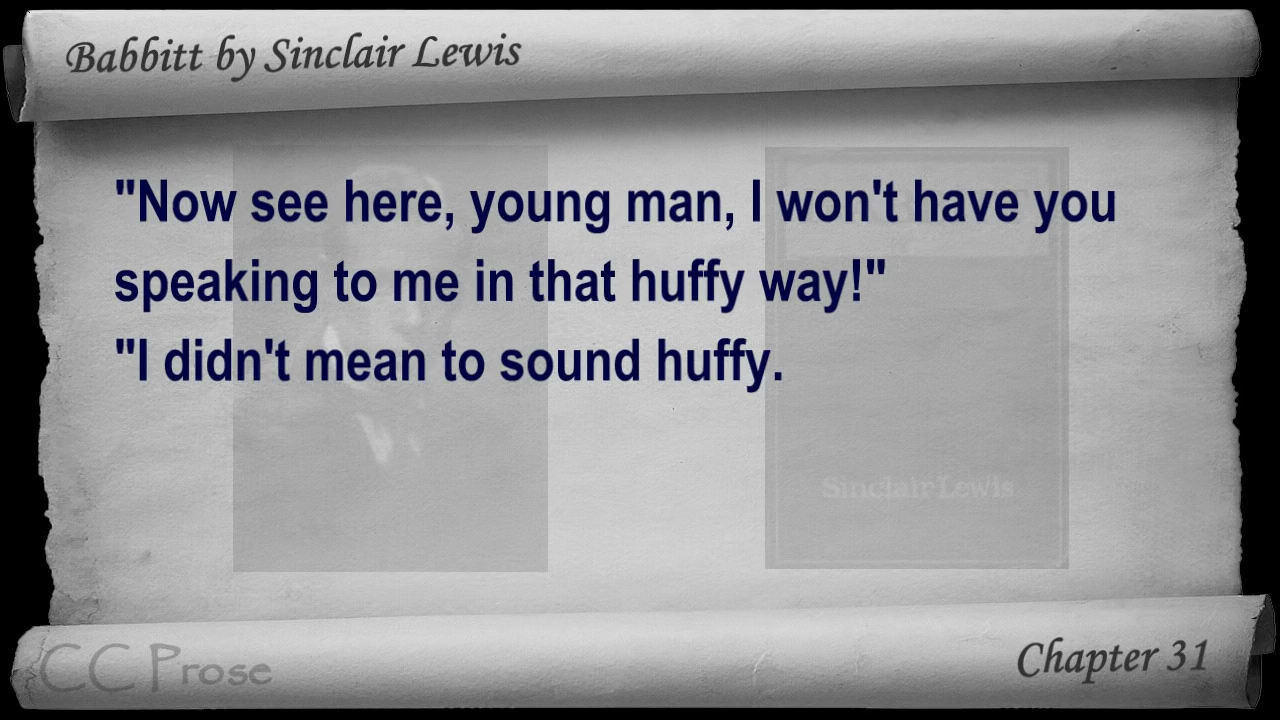 Babbitt by Sinclair Lewis
"Now see here, young man, I won't have you
speaking to me in that huffy way!"
"I didn't mean to sound huffy.
Sinclair Lewis
CC Prose
Chapter 31